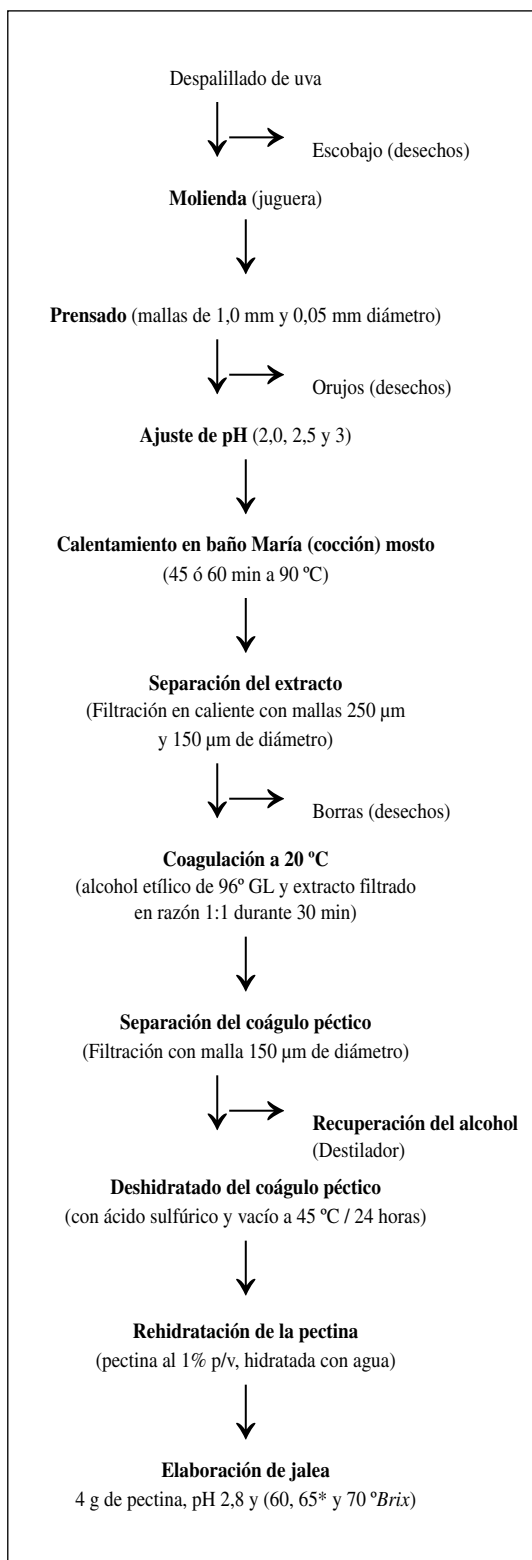 Despalillado de uva
Escobajo (desechos)
Molienda (juguera)
Prensado (mallas de 1,0 mm y 0,05 mm diámetro)
Orujos (desechos)
Ajuste de pH (2,0, 2,5 y 3)
Calentamiento en baño María (cocción) mosto
(45 ó 60 min a 90 ºC)
Separación del extracto
(Filtración en caliente con mallas 250 µm
y 150 µm de diámetro)
Borras (desechos)
Coagulación a 20 ºC
(alcohol etílico de 96º GL y extracto filtrado
en razón 1:1 durante 30 min)
Separación del coágulo péctico
(Filtración con malla 150 µm de diámetro)
Recuperación del alcohol
(Destilador)
Deshidratado del coágulo péctico
(con ácido sulfúrico y vacío a 45 ºC / 24 horas)
Rehidratación de la pectina
(pectina al 1% p/v, hidratada con agua)
Elaboración de jalea
4 g de pectina, pH 2,8 y (60, 65* y 70 ºBrix)